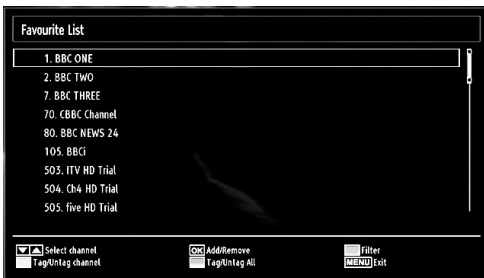 Favourite List
1. BBC ONE
2. BBC TWO
7. BBC THREE
70. CBBC Channel
80. BBC NEWS 24
105. BBCi
503. ITV HD Trial
504. Ch4 HD Trial
505. five HD Trial
Select channel OK Add/Remove Filter
Tag/Untag channel Tag/Untag All MENU Exit